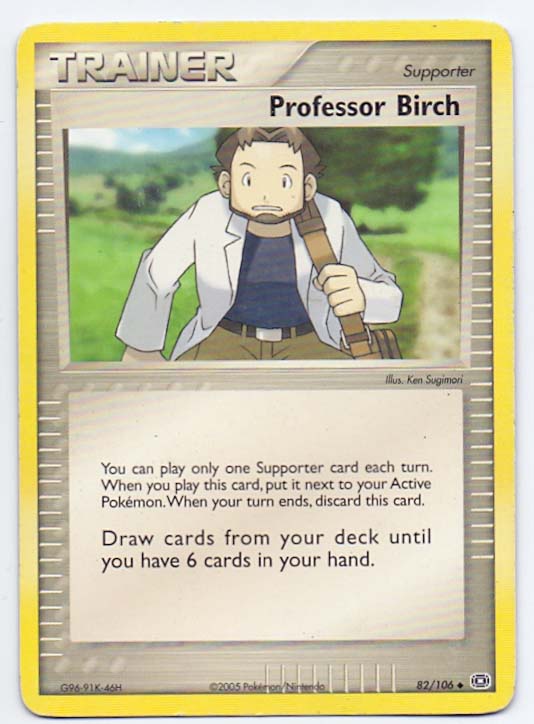 TRAINER
Supporter
Professor Birch
Illus. Ken Sugimori
You can play only one Supporter card each turn.
When you play this card, put it next to your Active
Pokémon. When your turn ends, discard this card.
Draw cards from your deck until
you have 6 cards in your hand.
G96-91K-46H
©2005 Pokémon/Nintendo
82/106